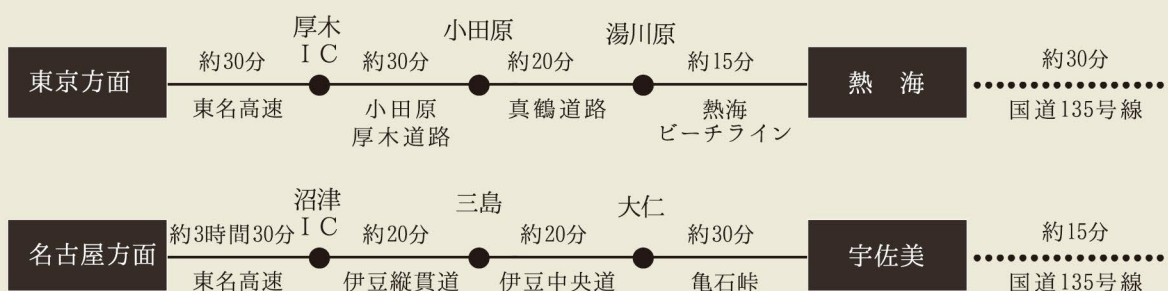 厚木
IC
小田原
湯川原
東京方面
約30分
約30分
約20分
約15分
熱 海
約30分
東名高速
小田原
厚木道路
真鶴道路
熱海
ビーチライン
国道135号線
沼津
IC
三島
大仁
名古屋方面
約3時間30分
約20分
約20分
約30分
宇佐美
約15分
東名高速
伊豆縦貫道
伊豆中央道
亀石峠
国道135号線